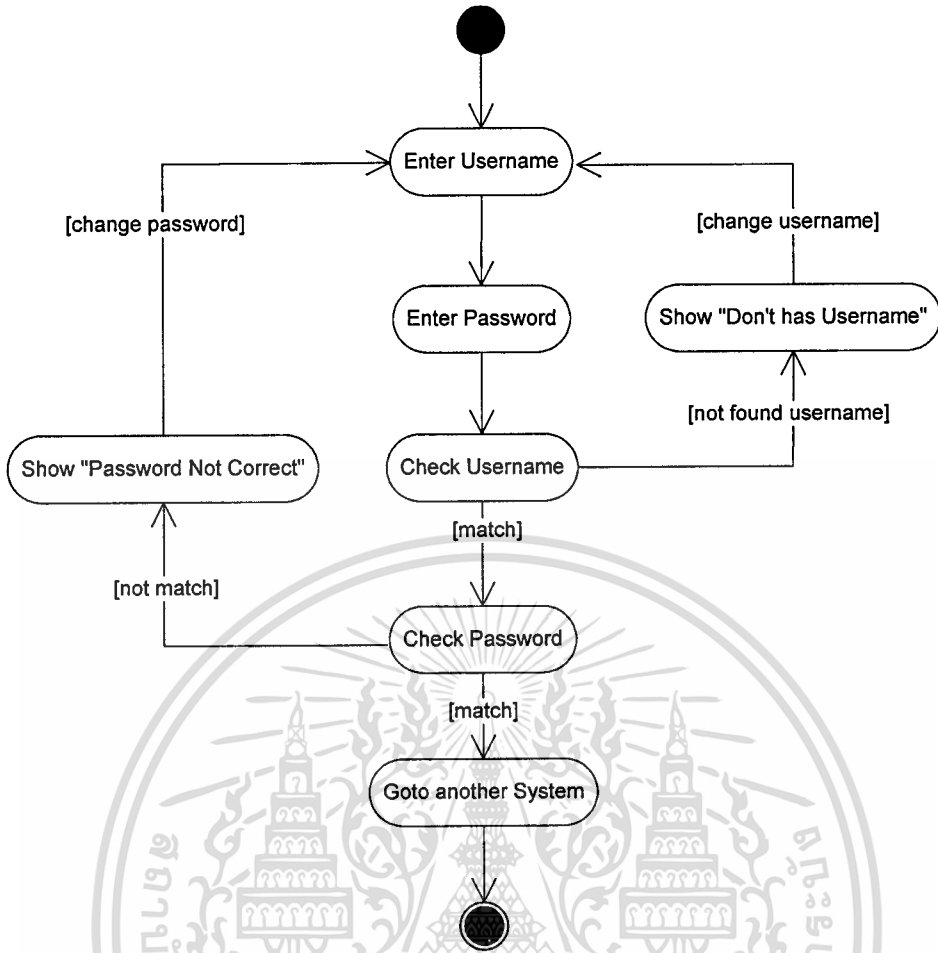 Enter Username
[change password]
[change username]
Enter Password
Show "Don't has Username"
[not found username]
Show "Password Not Correct"
Check Username
[match]
[not match]
Check Password
[match]
Goto another System